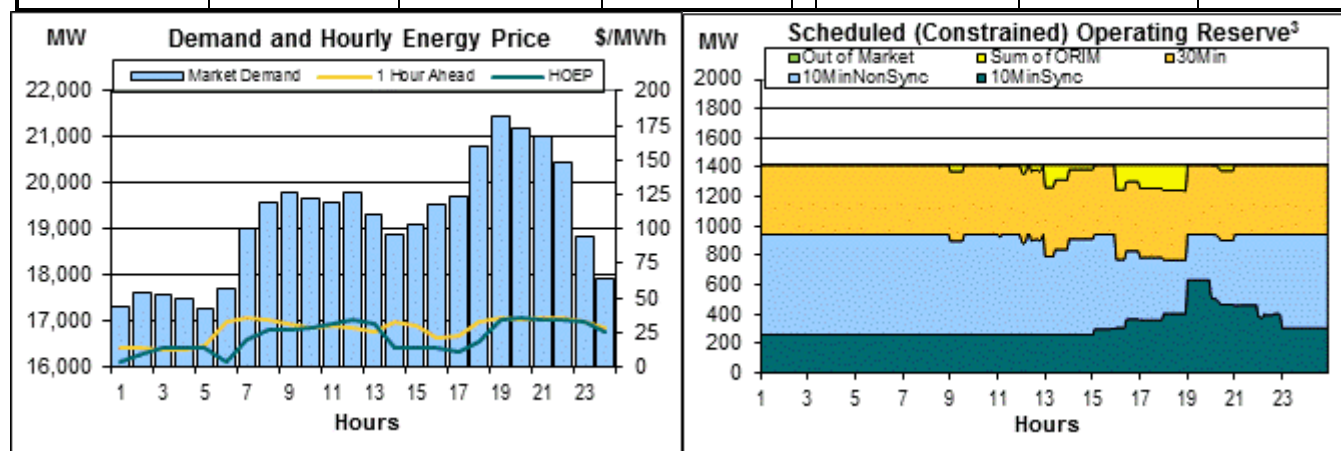 MW Demand and Hourly Energy Price $/MWh
Market Demand 1 Hour Ahead HOEP
22,000 200
21,000 175
150
20,000 125
19,000 100
18,000 75
50
17,000 25
16,000 0
1 3 5 7 9 11 13 15 17 19 21 23
Hours
MW Scheduled (Constrained) Operating Reserve³
Out of Market Sum of ORIM 30Min
10MinNonSync 10MinSync
2000
1800
1600
1400
1200
1000
800
600
400
200
0
1 3 5 7 9 11 13 15 17 19 21 23
Hours